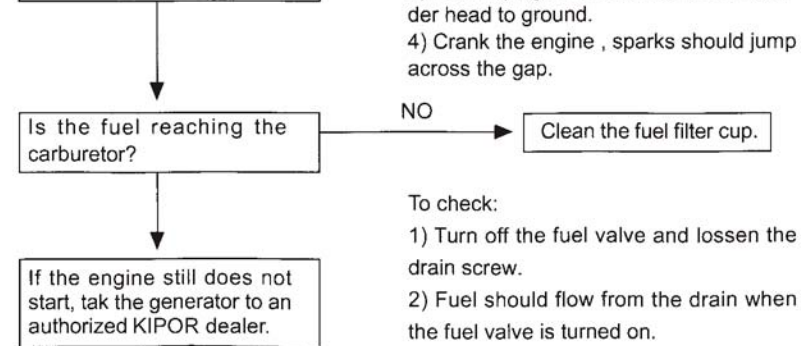 der head to ground.
4) Crank the engine , sparks should jump
across the gap.
NO
Is the fuel reaching the
carburetor?
Clean the fuel filter cup.
To check:
1) Turn off the fuel valve and lossen the
drain screw.
2) Fuel should flow from the drain when
the fuel valve is turned on.
If the engine still does not
start, tak the generator to an
authorized KIPOR dealer.